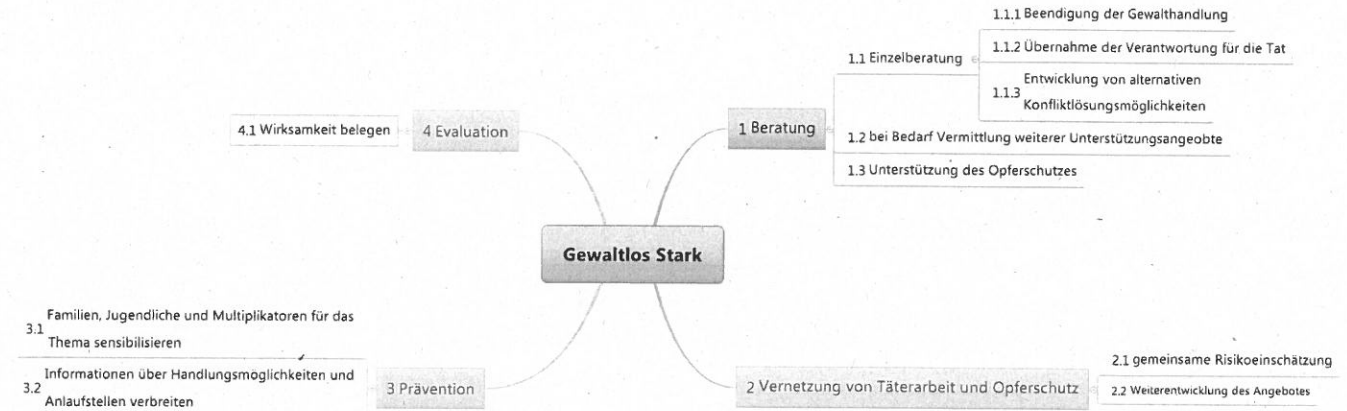 Gewaltlos Stark
1 Beratung
1.1 Einzelberatung
1.1.1 Beendigung der Gewalthandlung
1.1.2 Übernahme der Verantwortung für die Tat
1.1.3 Entwicklung von alternativen
Konfliktlösungsmöglichkeiten
1.2 bei Bedarf Vermittlung weiterer Unterstützungsangeobte
1.3 Unterstützung des Opferschutzes
2 Vernetzung von Täterarbeit und Opferschutz
2.1 gemeinsame Risikoeinschätzung
2.2 Weiterentwicklung des Angebotes
3 Prävention
3.1 Familien, Jugendliche und Multiplikatoren für das
Thema sensibilisieren
3.2 Informationen über Handlungsmöglichkeiten und
Anlaufstellen verbreiten
4 Evaluation
4.1 Wirksamkeit belegen